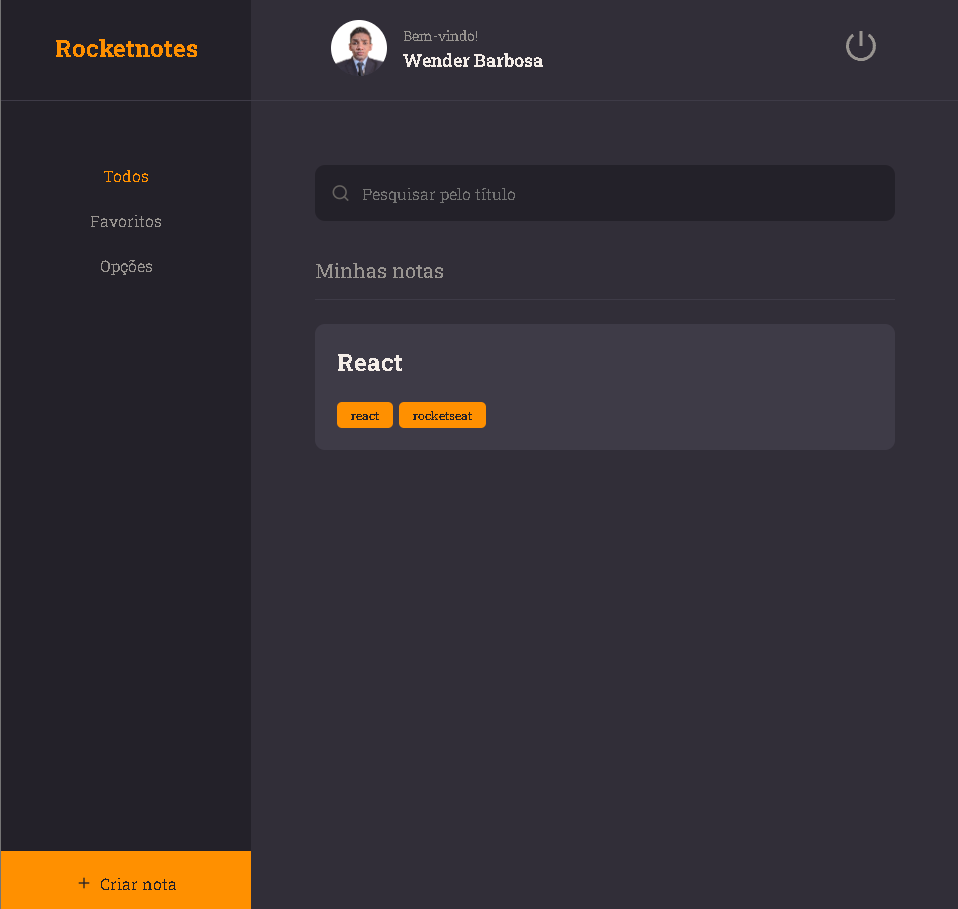 Rocketnotes
Bem-vindo!
Wender Barbosa
Todos
Favoritos
Opções
Pesquisar pelo título
Minhas notas
React
react
rocketseat
+ Criar nota